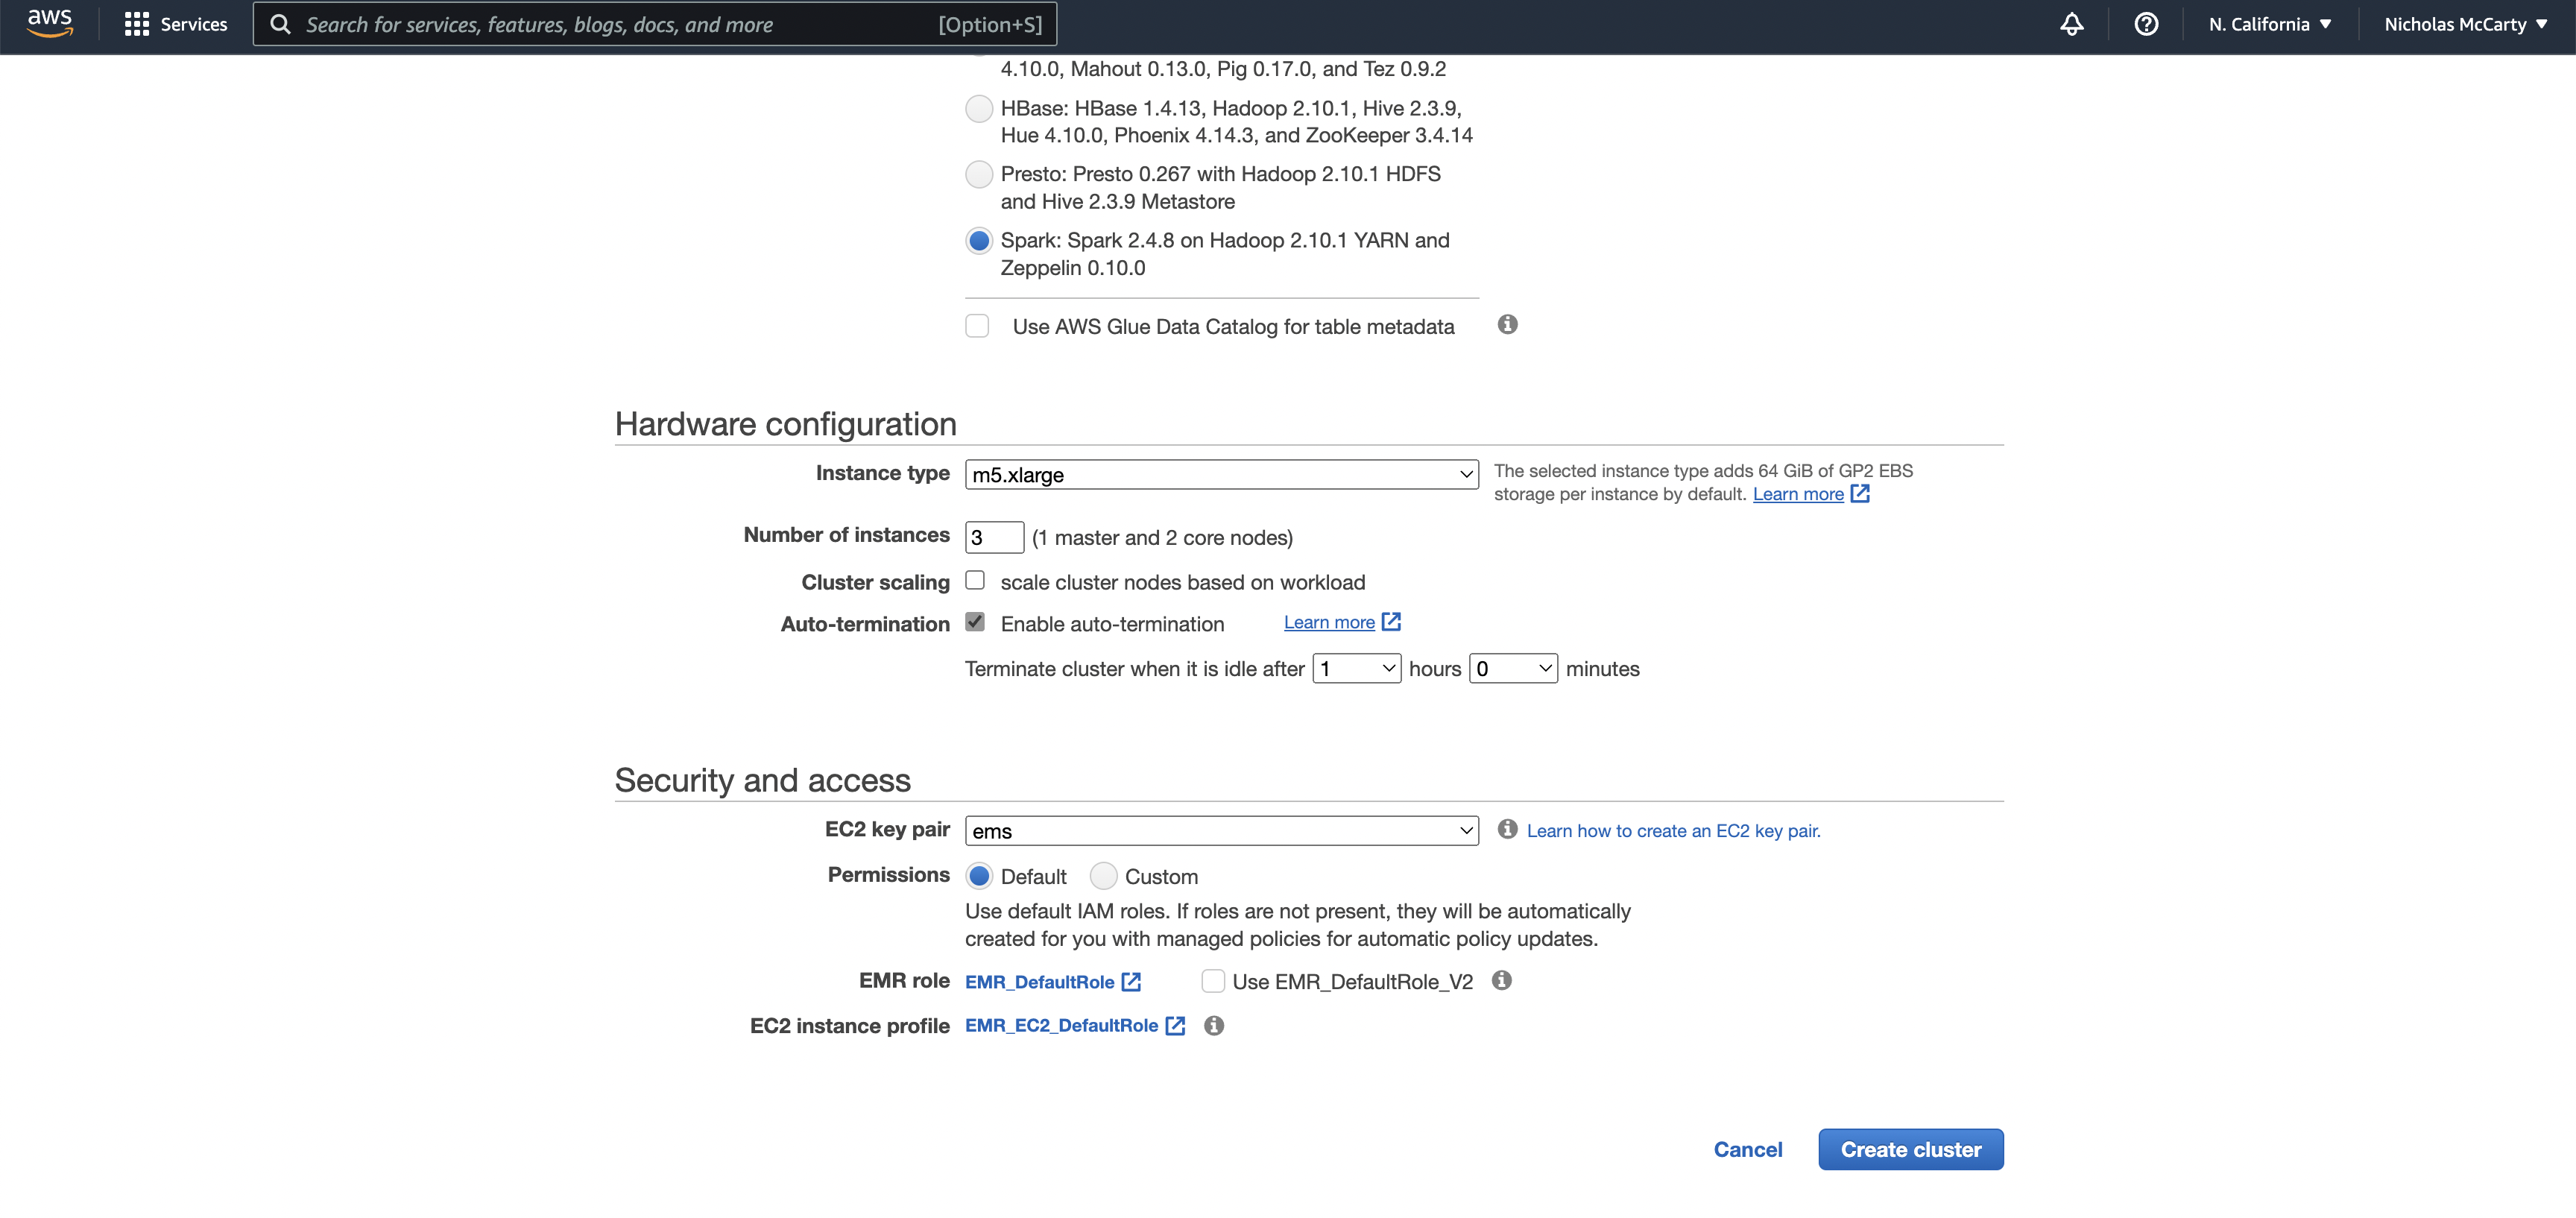 aws
Services
Search for services, features, blogs, docs, and more [Option+S]
N. California
Nicholas McCarty
4.10.0, Mahout 0.13.0, Pig 0.17.0, and Tez 0.9.2
HBase: HBase 1.4.13, Hadoop 2.10.1, Hive 2.3.9,
Hue 4.10.0, Phoenix 4.14.3, and ZooKeeper 3.4.14
Presto: Presto 0.267 with Hadoop 2.10.1 HDFS
and Hive 2.3.9 Metastore
Spark: Spark 2.4.8 on Hadoop 2.10.1 YARN and
Zeppelin 0.10.0
Use AWS Glue Data Catalog for table metadata
Hardware configuration
Instance type m5.xlarge
The selected instance type adds 64 GiB of GP2 EBS
storage per instance by default. Learn more
Number of instances 3 (1 master and 2 core nodes)
Cluster scaling scale cluster nodes based on workload
Auto-termination Enable auto-termination Learn more
Terminate cluster when it is idle after 1 hours 0 minutes
Security and access
EC2 key pair ems Learn how to create an EC2 key pair.
Permissions Default Custom
Use default IAM roles. If roles are not present, they will be automatically
created for you with managed policies for automatic policy updates.
EMR role EMR_DefaultRole Use EMR_DefaultRole_V2
EC2 instance profile EMR_EC2_DefaultRole
Cancel Create cluster